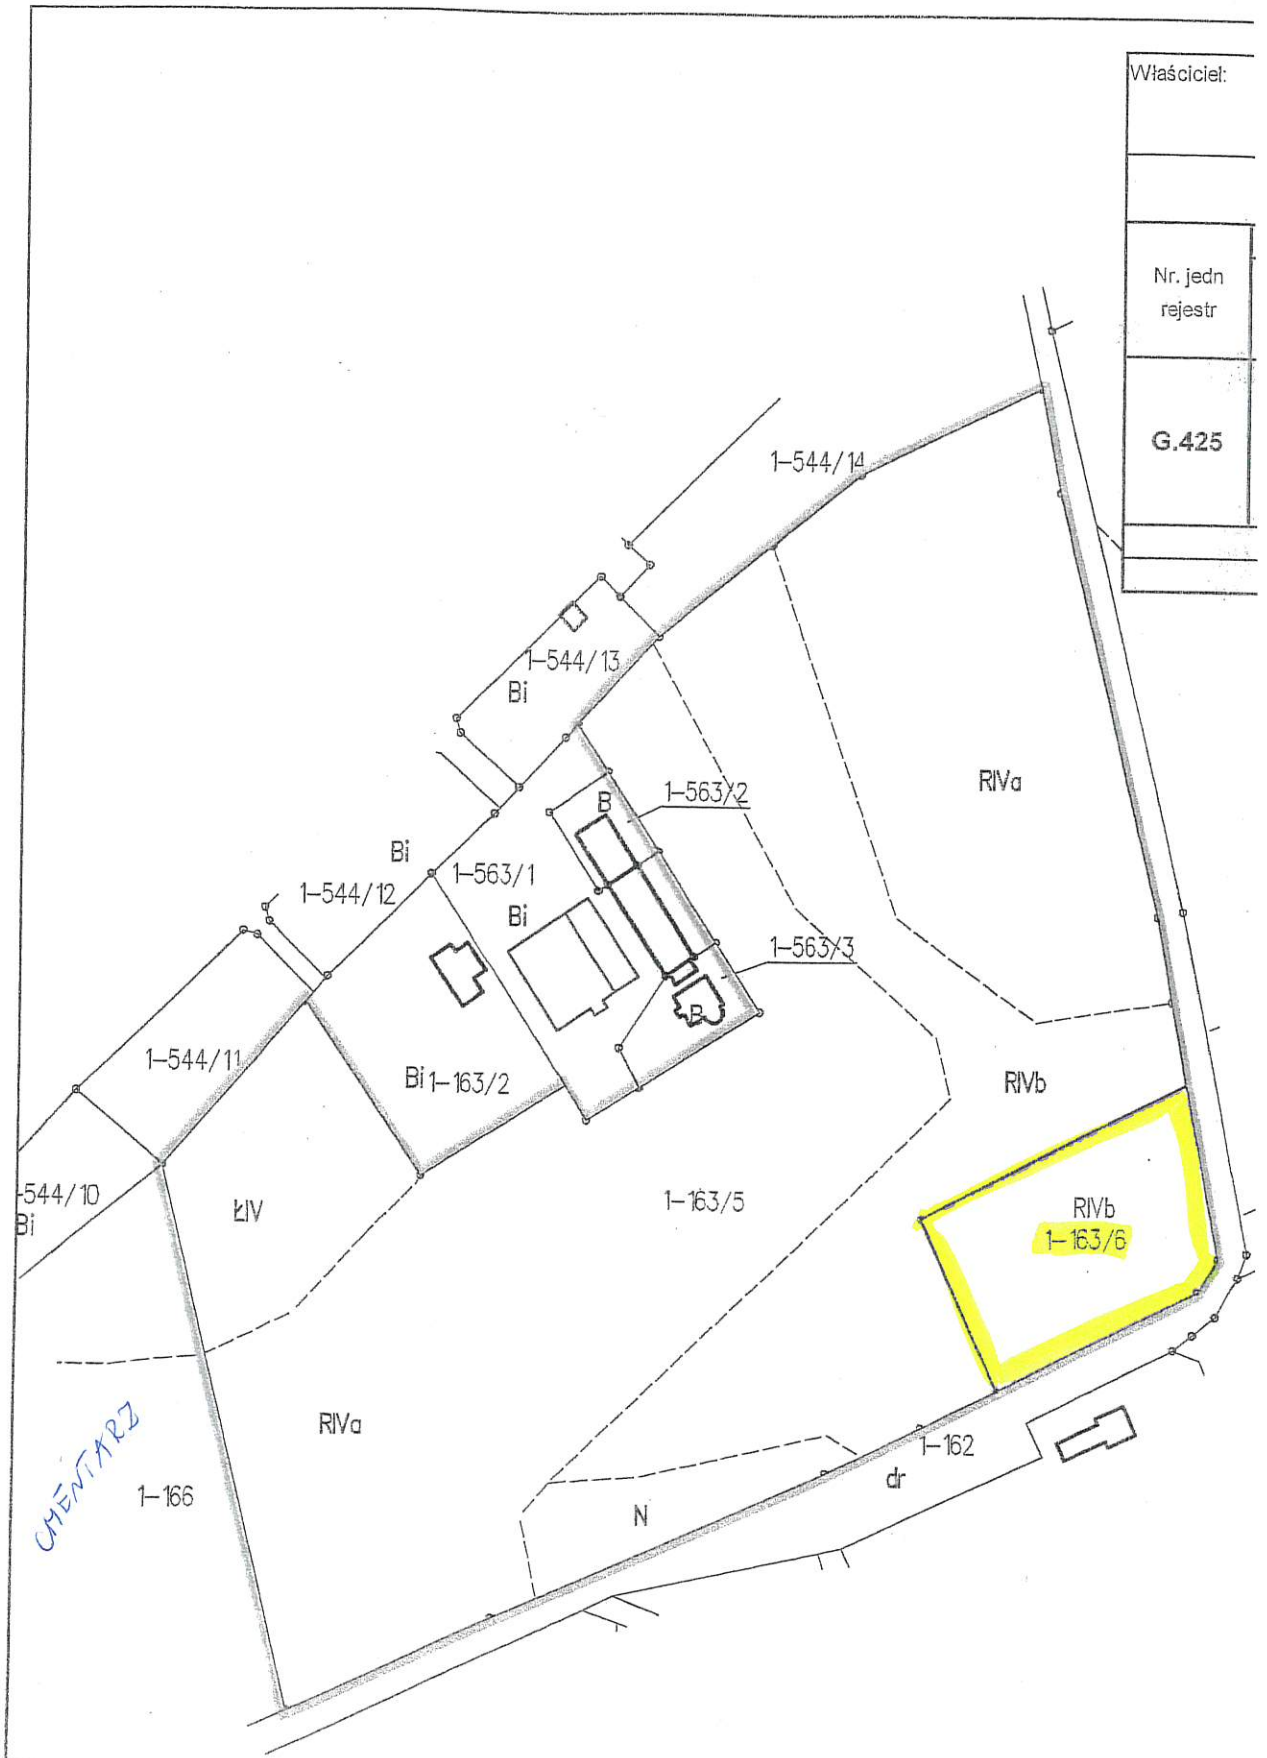 Właściciel:
Nr. jedn
rejestr
G.425
1-544/14
1-544/13
Bi
RIVa
1-563/2
B
Bi
1-563/1
1-544/12
Bi
1-563/3
B
1-544/11
Bi 1-163/2
RIVb
-544/10
Bi
ŁIV
1-163/5
RIVb
1-163/6
RIVa
CMENTARZ
1-166
1-162
dr
N